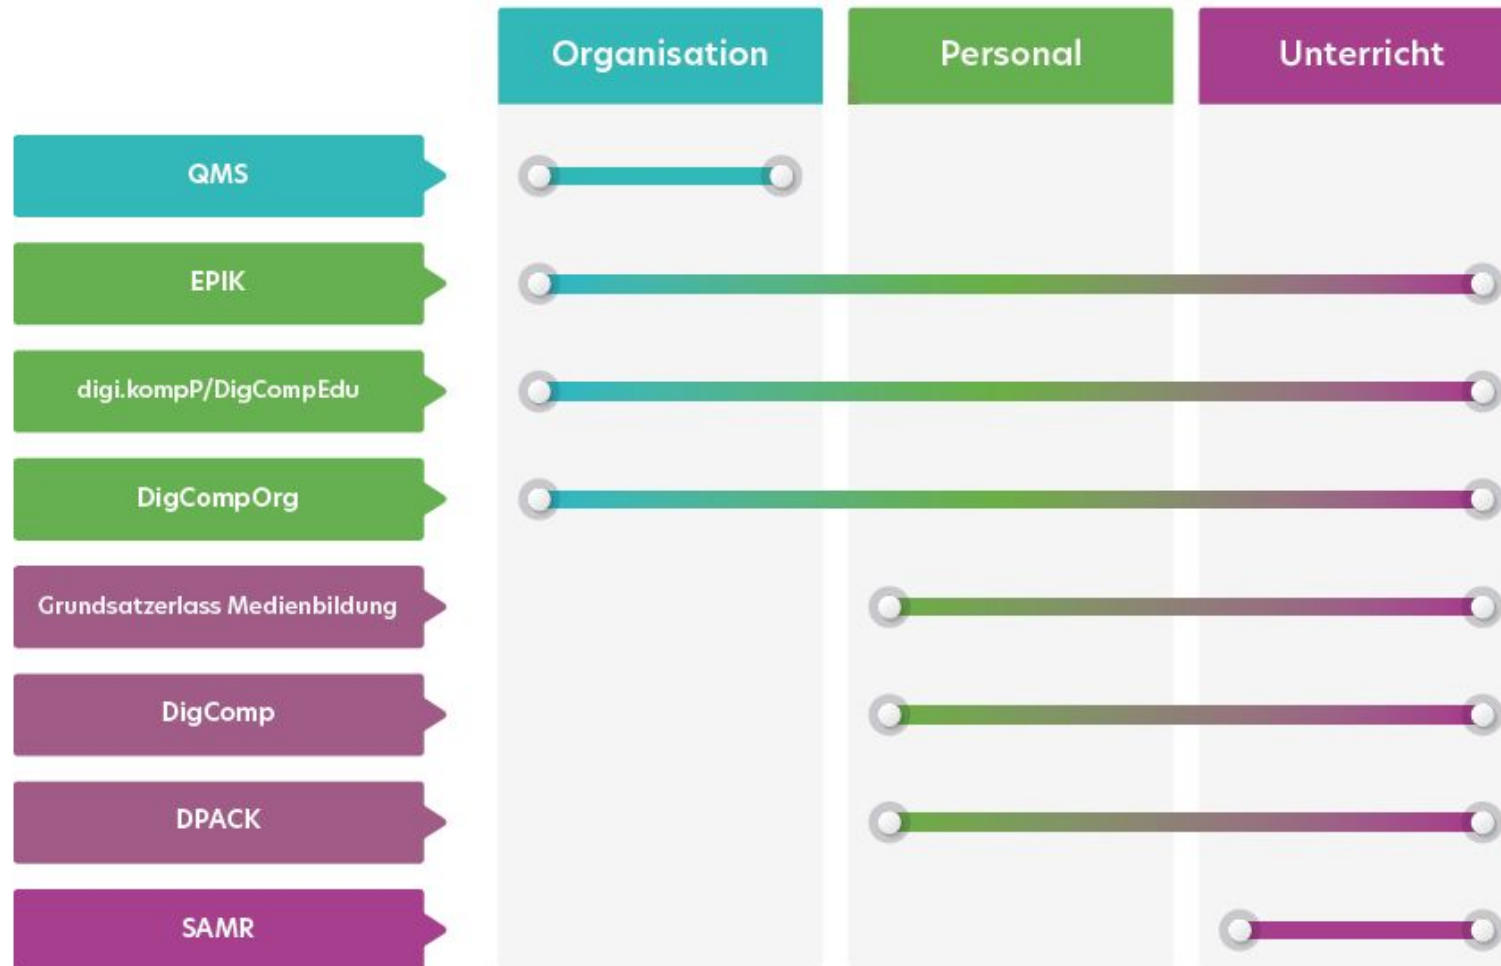 Organisation Personal Unterricht
QMS
EPIK
digi.kompP/DigCompEdu
DigCompOrg
Grundsatzerlass Medienbildung
DigComp
DPACK
SAMR